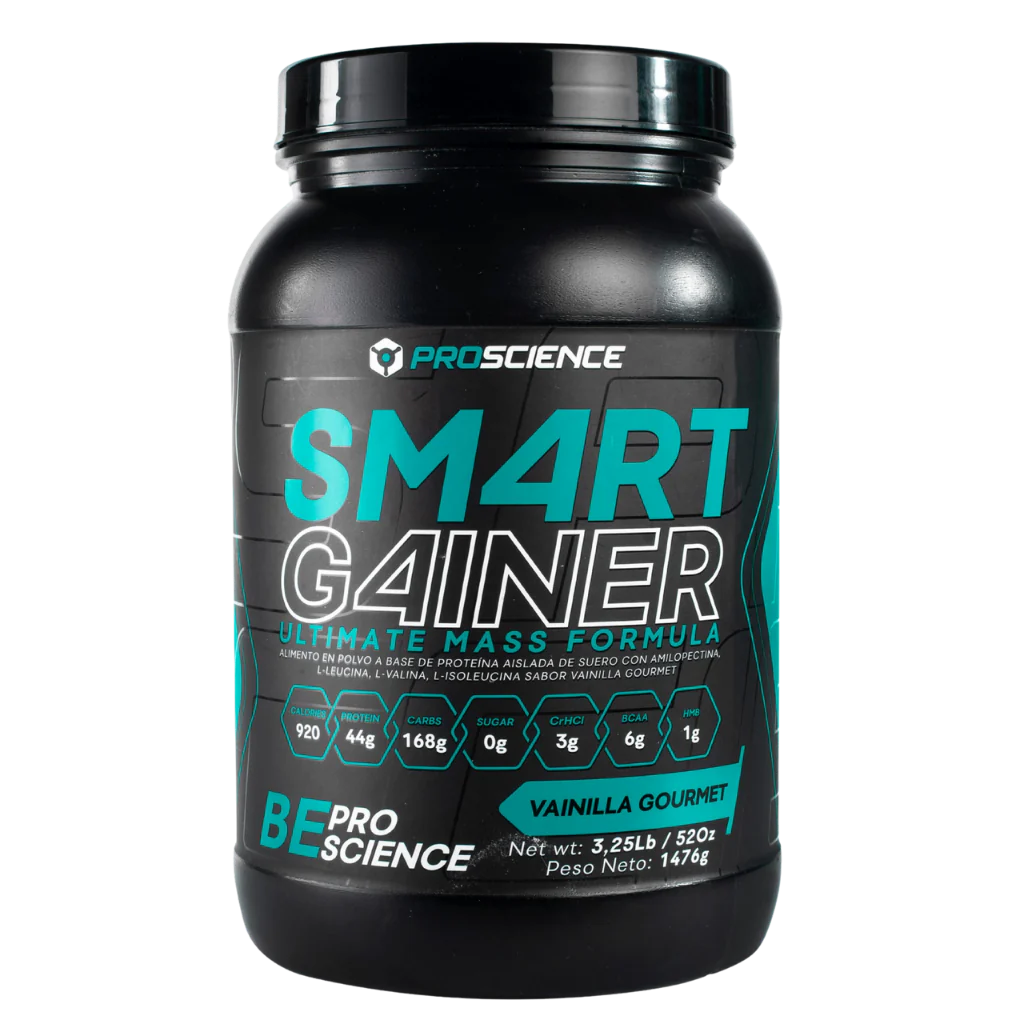 PROSCIENCE
SM4RT
G4INER
ULTIMATE MASS FORMULA
ALIMENTO EN POLVO A BASE DE PROTEÍNA AISLADA DE SUERO CON AMILOPECTINA,
L-LEUCINA, L-VALINA, L-ISOLEUCINA SABOR VAINILLA GOURMET
CALORIES PROTEIN CARBS SUGAR CrHCl BCAA HMB
920 44g 168g 0g 3g 6g 1g
VAINILLA GOURMET
BE PRO
SCIENCE
Net wt: 3,25Lb / 52Oz
Peso Neto: 1476g